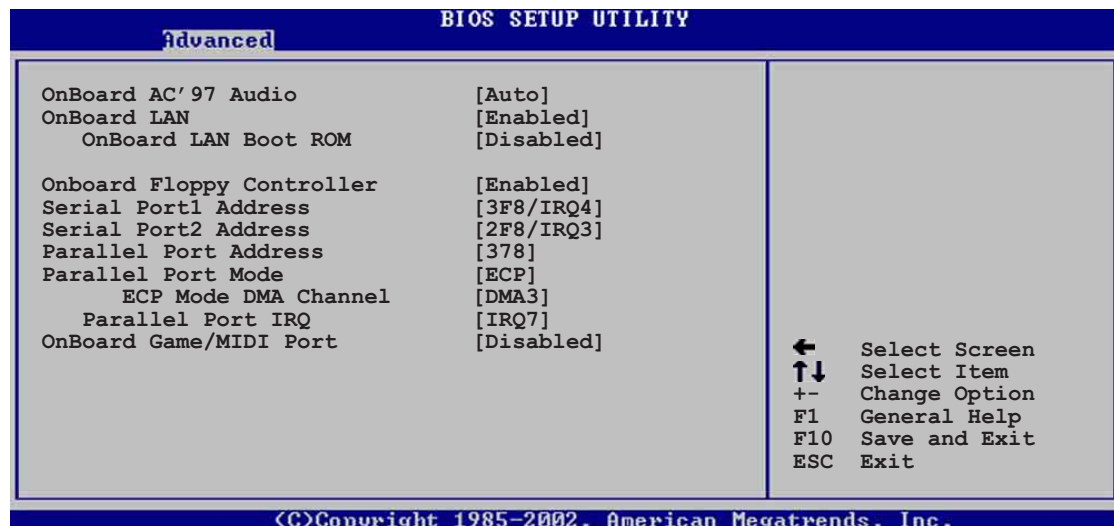 BIOS SETUP UTILITY
Advanced
OnBoard AC'97 Audio [Auto]
OnBoard LAN [Enabled]
OnBoard LAN Boot ROM [Disabled]
Onboard Floppy Controller [Enabled]
Serial Port1 Address [3F8/IRQ4]
Serial Port2 Address [2F8/IRQ3]
Parallel Port Address [378]
Parallel Port Mode [ECP]
ECP Mode DMA Channel [DMA3]
Parallel Port IRQ [IRQ7]
OnBoard Game/MIDI Port [Disabled]
← Select Screen
↑↓ Select Item
+- Change Option
F1 General Help
F10 Save and Exit
ESC Exit
(C)Copyright 1985-2002, American Megatrends, Inc.